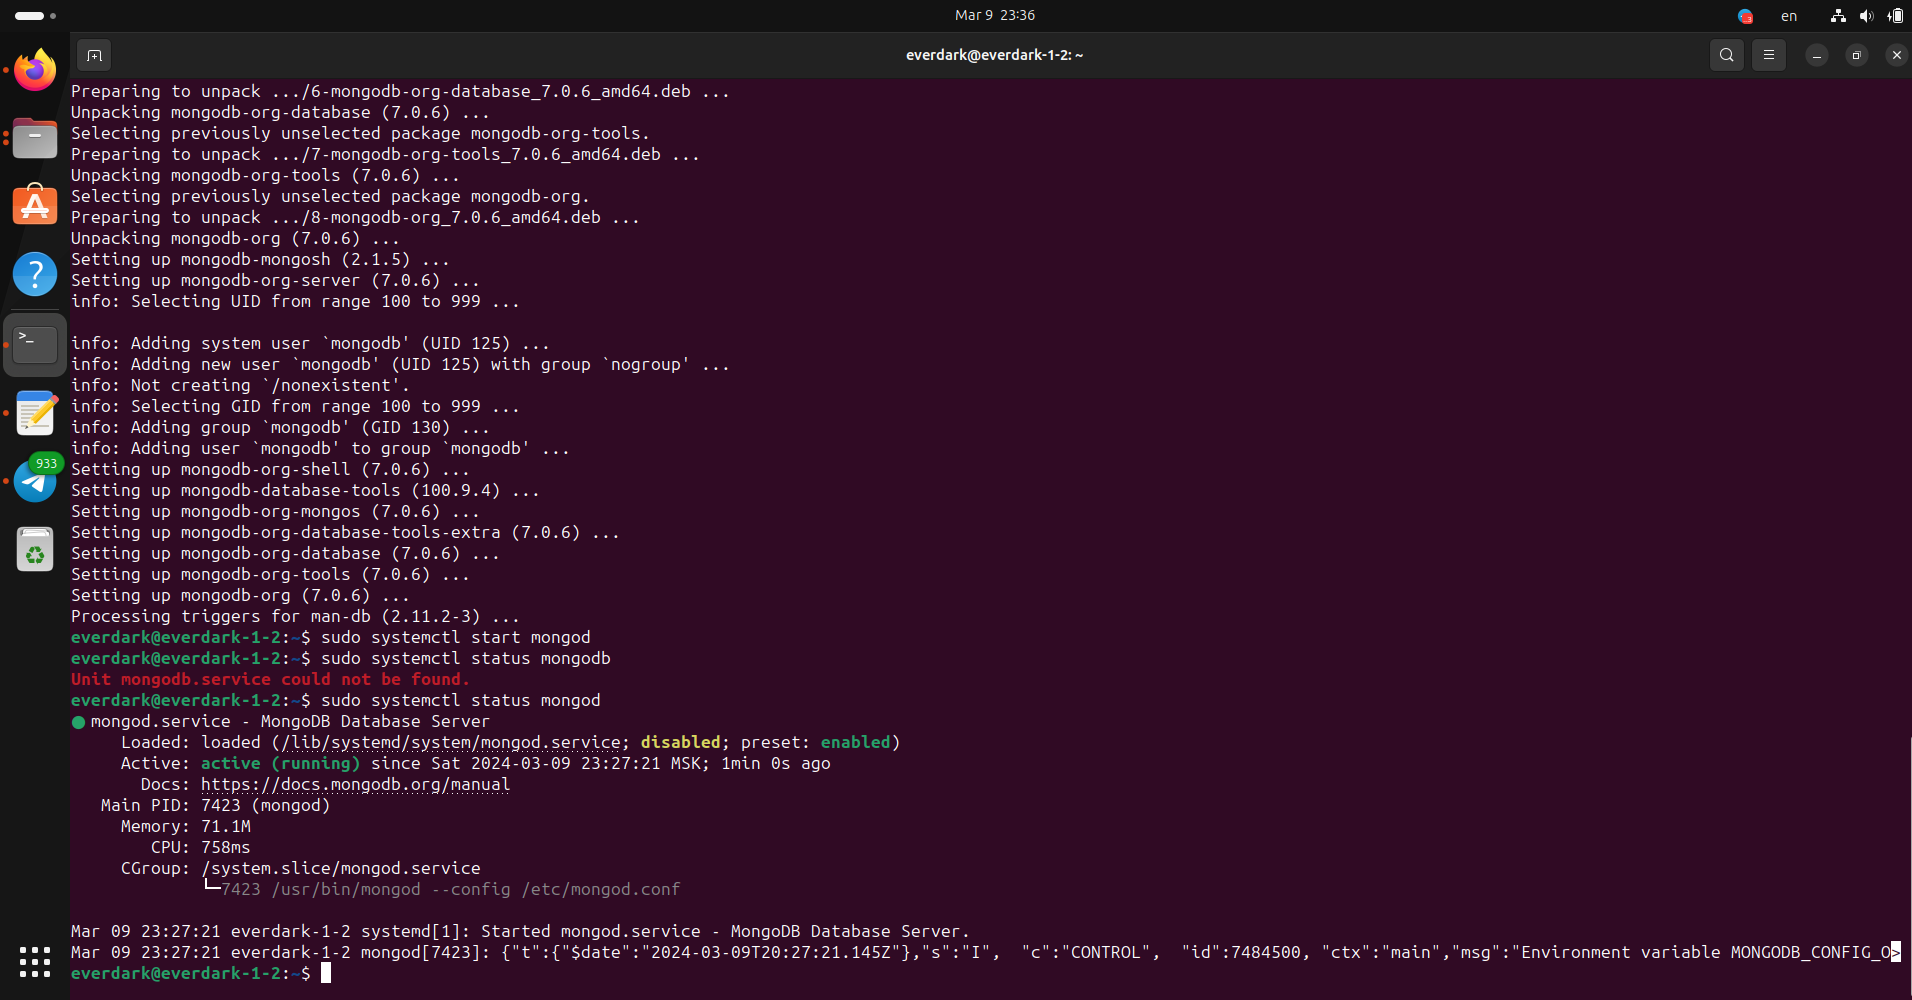 Mar 9 23:36
en
everdark@everdark-1-2: ~
Preparing to unpack .../6-mongodb-org-database_7.0.6_amd64.deb ...
Unpacking mongodb-org-database (7.0.6) ...
Selecting previously unselected package mongodb-org-tools.
Preparing to unpack .../7-mongodb-org-tools_7.0.6_amd64.deb ...
Unpacking mongodb-org-tools (7.0.6) ...
Selecting previously unselected package mongodb-org.
Preparing to unpack .../8-mongodb-org_7.0.6_amd64.deb ...
Unpacking mongodb-org (7.0.6) ...
Setting up mongodb-mongosh (2.1.5) ...
Setting up mongodb-org-server (7.0.6) ...
info: Selecting UID from range 100 to 999 ...
info: Adding system user `mongodb' (UID 125) ...
info: Adding new user `mongodb' (UID 125) with group `nogroup' ...
info: Not creating `/nonexistent'.
info: Selecting GID from range 100 to 999 ...
info: Adding group `mongodb' (GID 130) ...
info: Adding user `mongodb' to group `mongodb' ...
Setting up mongodb-org-shell (7.0.6) ...
Setting up mongodb-database-tools (100.9.4) ...
Setting up mongodb-org-mongos (7.0.6) ...
Setting up mongodb-org-database-tools-extra (7.0.6) ...
Setting up mongodb-org-database (7.0.6) ...
Setting up mongodb-org-tools (7.0.6) ...
Setting up mongodb-org (7.0.6) ...
Processing triggers for man-db (2.11.2-3) ...
everdark@everdark-1-2:~$ sudo systemctl start mongod
everdark@everdark-1-2:~$ sudo systemctl status mongodb
Unit mongodb.service could not be found.
everdark@everdark-1-2:~$ sudo systemctl status mongod
● mongod.service - MongoDB Database Server
Loaded: loaded (/lib/systemd/system/mongod.service; disabled; preset: enabled)
Active: active (running) since Sat 2024-03-09 23:27:21 MSK; 1min 0s ago
Docs: https://docs.mongodb.org/manual
Main PID: 7423 (mongod)
Memory: 71.1M
CPU: 758ms
CGroup: /system.slice/mongod.service
└─7423 /usr/bin/mongod --config /etc/mongod.conf
Mar 09 23:27:21 everdark-1-2 systemd[1]: Started mongod.service - MongoDB Database Server.
Mar 09 23:27:21 everdark-1-2 mongod[7423]: {"t":{"$date":"2024-03-09T20:27:21.145Z"},"s":"I",  "c":"CONTROL",  "id":7484500, "ctx":"main","msg":"Environment variable MONGODB_CONFIG_O>
everdark@everdark-1-2:~$
933